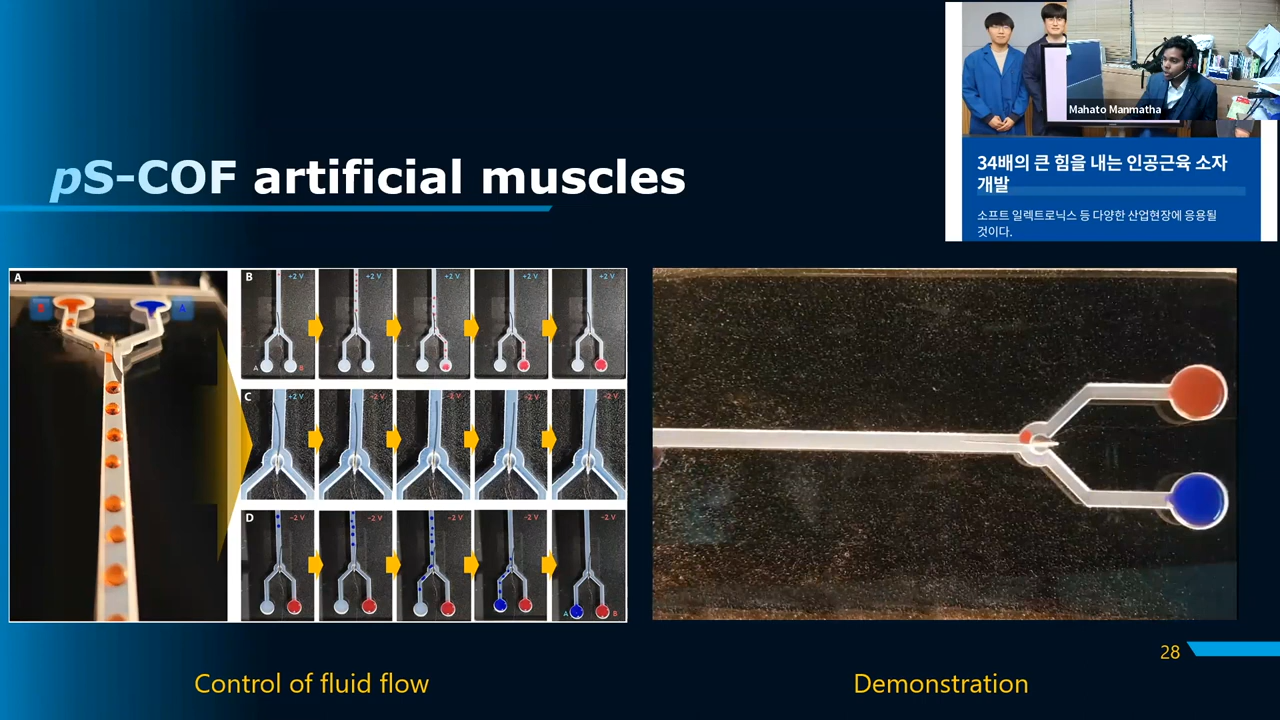 Mahato Manmatha
34배의 큰 힘을 내는 인공근육 소자
개발
소프트 일렉트로닉스 등 다양한 산업현장에 응용될
것이다.
pS-COF artificial muscles
A
B A
B
+2 V +2 V +2 V +2 V +2 V
A B
C
+2 V -2 V -2 V -2 V -2 V
D
-2 V -2 V -2 V -2 V -2 V
A B
28
Control of fluid flow
Demonstration